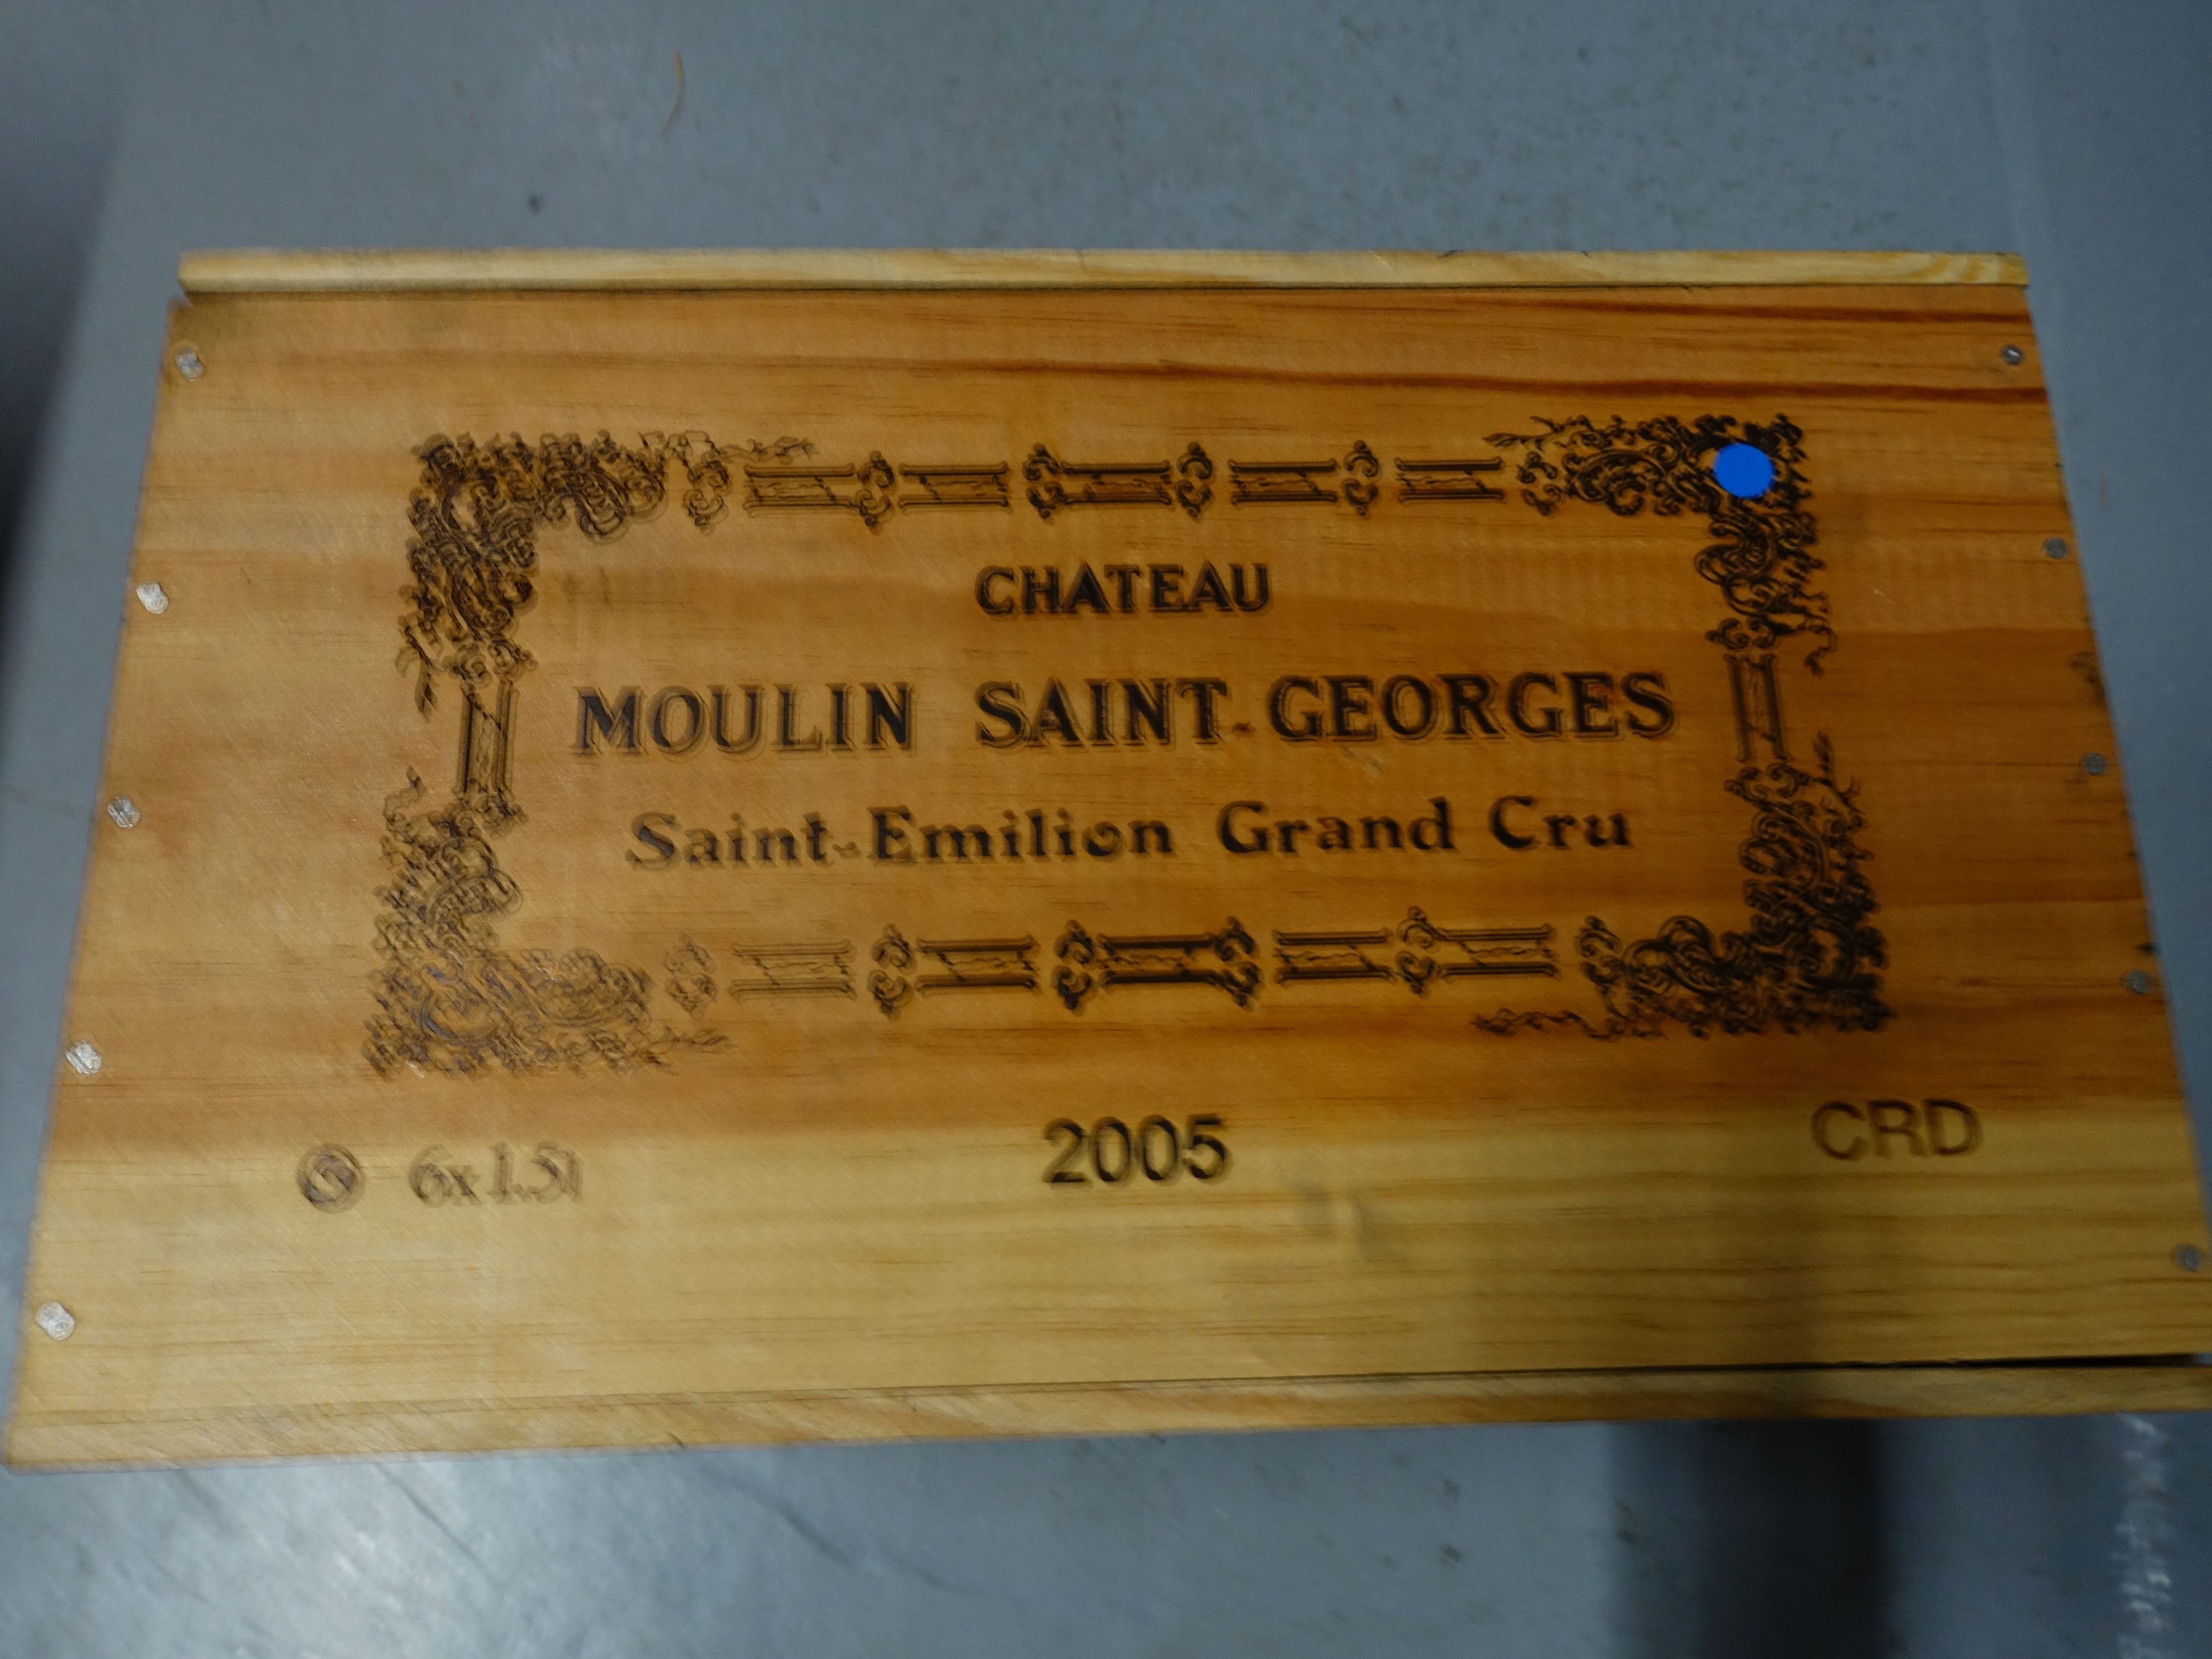 CHATEAU
MOULIN SAINT-GEORGES
Saint-Emilion Grand Cru
6x1.5l 2005 CRD